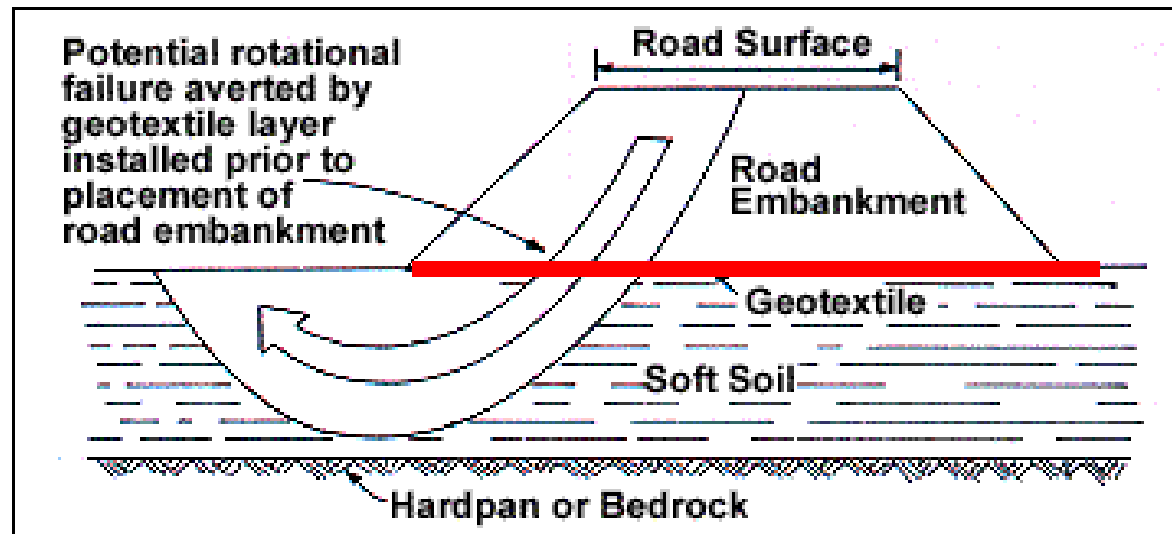 Potential rotational
failure averted by
geotextile layer
installed prior to
placement of
road embankment
Road Surface
Road
Embankment
Geotextile
Soft Soil
Hardpan or Bedrock